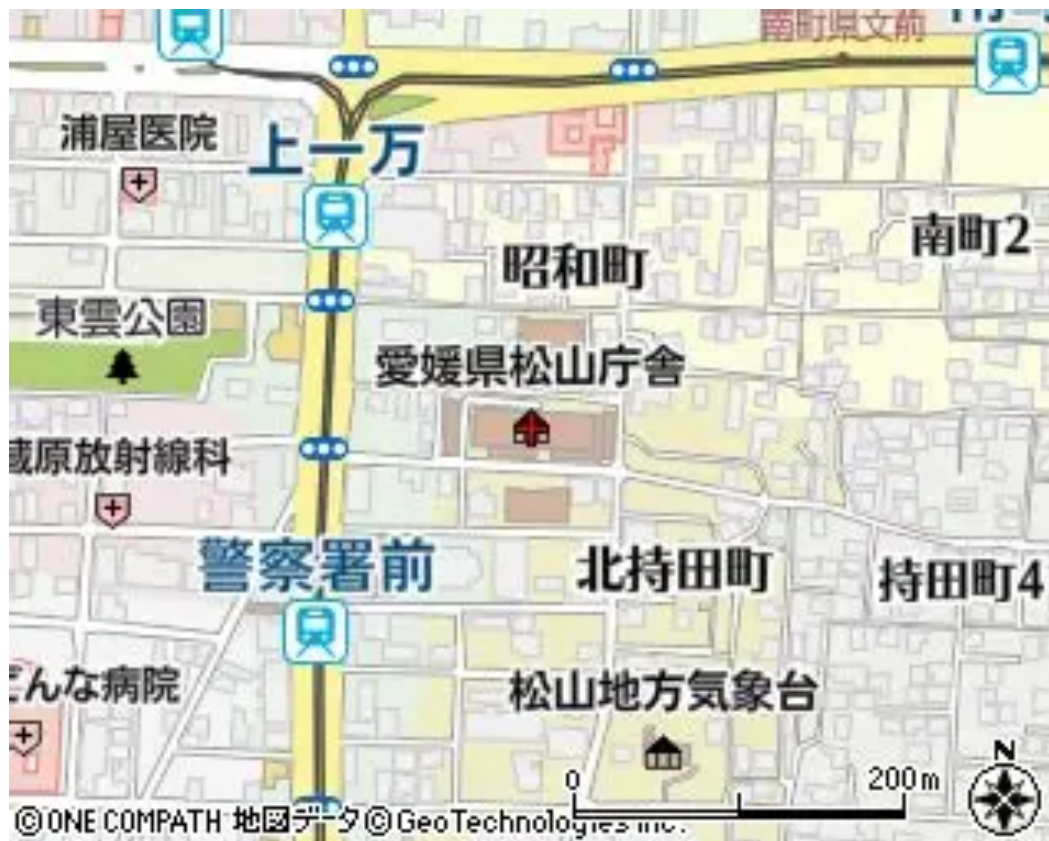 南町県文前
浦屋医院
上一万
南町2
昭和町
東雲公園
愛媛県松山庁舎
蔵原放射線科
警察署前
北持田町
持田町4
んな病院
松山地方気象台
N
0
200m
©ONE COMPATH 地図データ©GeoTechnologies Inc.